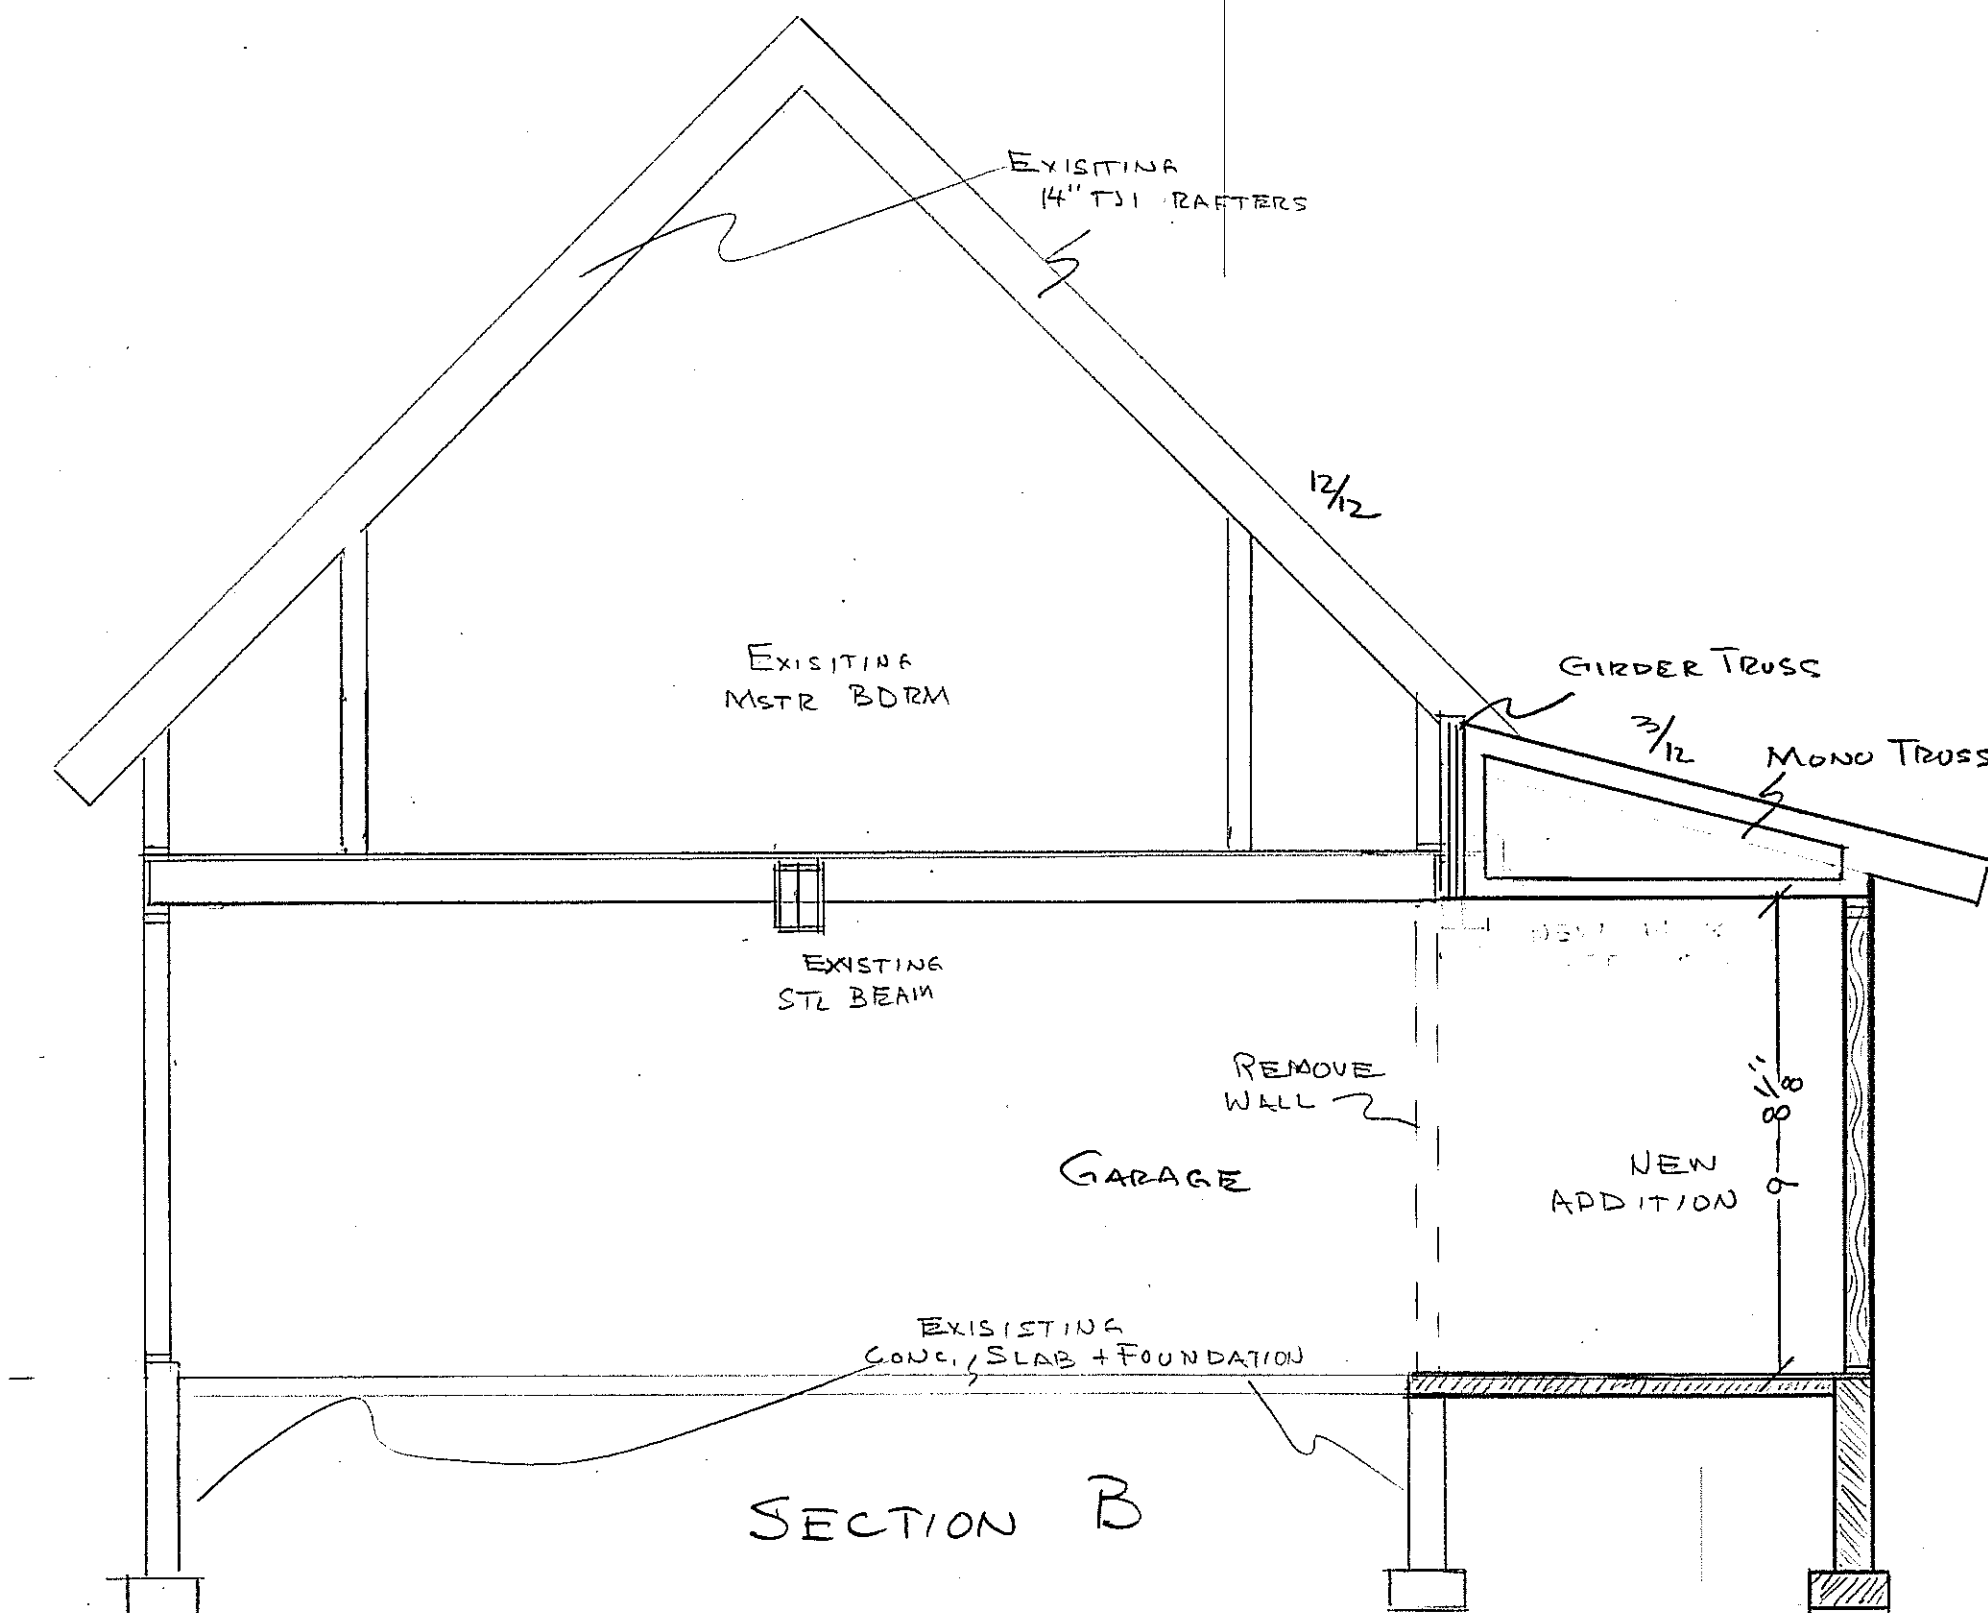 EXISITING
14" TJI RAFTERS
12/12
EXISITING
MSTR BDRM
GIRDER TRUSS
3/12
MONO TRUSS
EXISTING
STL BEAM
REMOVE
WALL
GARAGE
NEW
ADDITION
9 8 1/8"
EXISISTING
CONC. SLAB + FOUNDATION
SECTION B